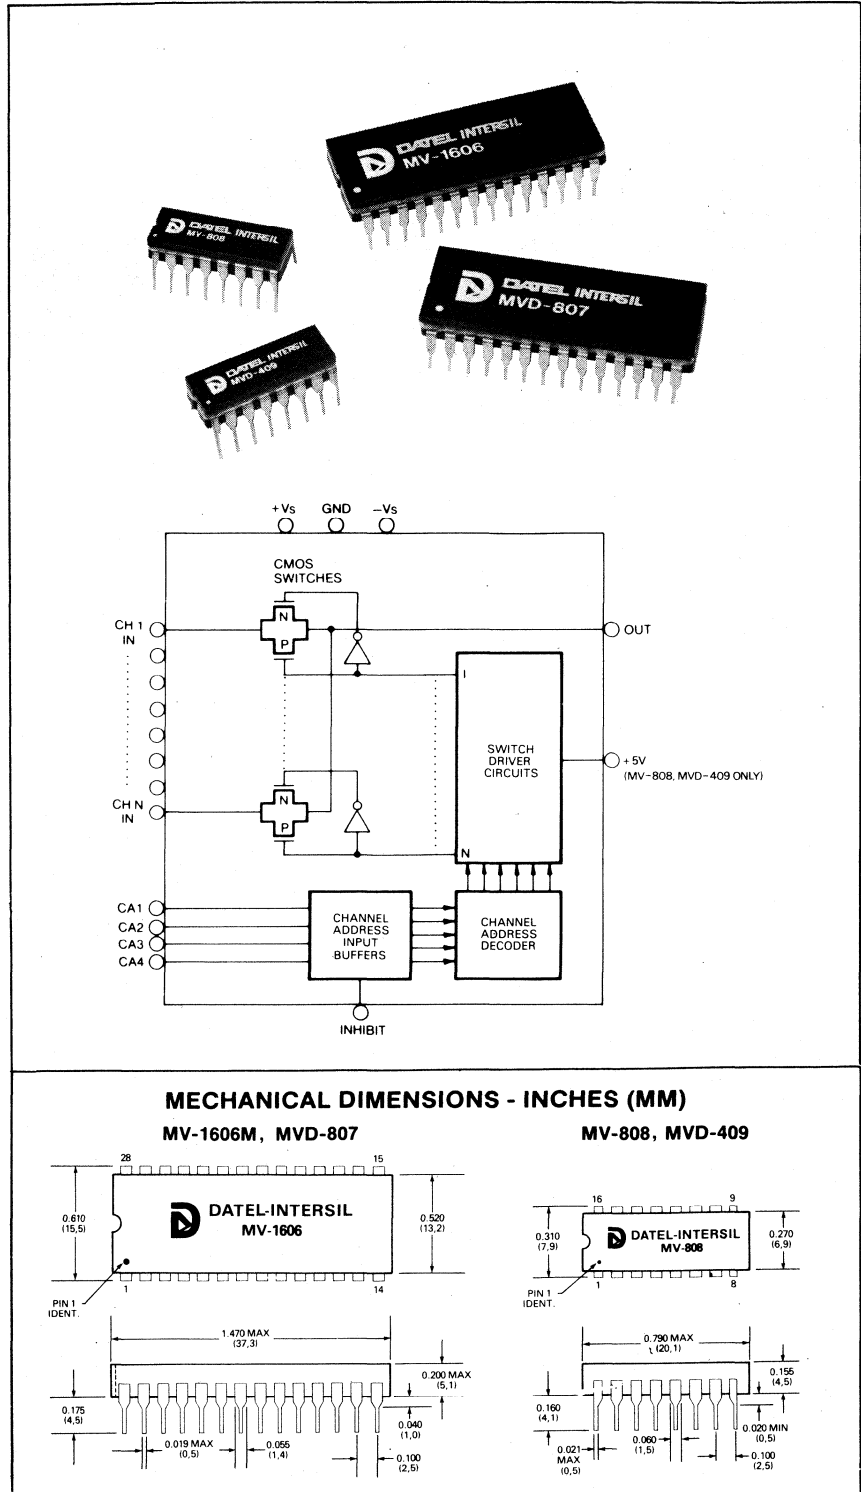 DATEL INTERSIL
MV-1606
DATEL INTERSIL
MV-808
DATEL INTERSIL
MVD-807
DATEL INTERSIL
MVD-409
+Vs GND -Vs
CMOS
SWITCHES
CH 1
IN
N
P
OUT
I
SWITCH
DRIVER
CIRCUITS
+5V
(MV-808, MVD-409 ONLY)
CH N
IN
N
P
N
CA1
CA2
CA3
CA4
CHANNEL
ADDRESS
INPUT
BUFFERS
CHANNEL
ADDRESS
DECODER
INHIBIT
MECHANICAL DIMENSIONS - INCHES (MM)
MV-1606M, MVD-807
28 15
0.610
(15,5)
DATEL-INTERSIL
MV-1606
0.520
(13,2)
PIN 1
IDENT.
1 14
1.470 MAX
(37,3)
0.200 MAX
(5,1)
0.175
(4,5)
0.040
(1,0)
0.019 MAX
(0,5)
0.055
(1,4)
0.100
(2,5)
MV-808, MVD-409
16 9
0.310
(7,9)
DATEL-INTERSIL
MV-808
0.270
(6,9)
PIN 1
IDENT.
1 8
0.790 MAX
(20,1)
0.155
(4,5)
0.160
(4,1)
0.020 MIN
(0,5)
0.021
MAX
(0,5)
0.060
(1,5)
0.100
(2,5)